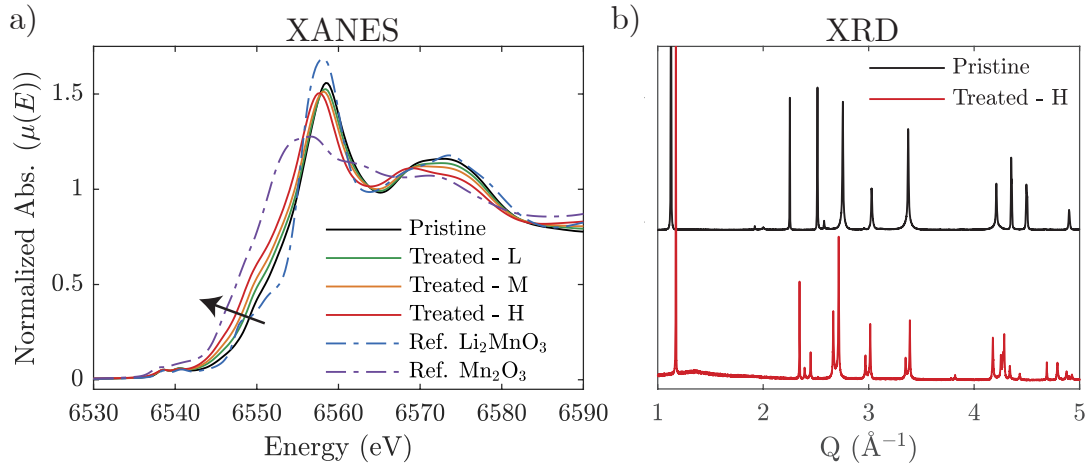 a)
XANES
Normalized Abs. (μ(E))
1.5
1
0.5
0
Pristine
Treated - L
Treated - M
Treated - H
Ref. Li₂MnO₃
Ref. Mn₂O₃
6530 6540 6550 6560 6570 6580 6590
Energy (eV)
b)
XRD
Pristine
Treated - H
1 2 3 4 5
Q (Å⁻¹)